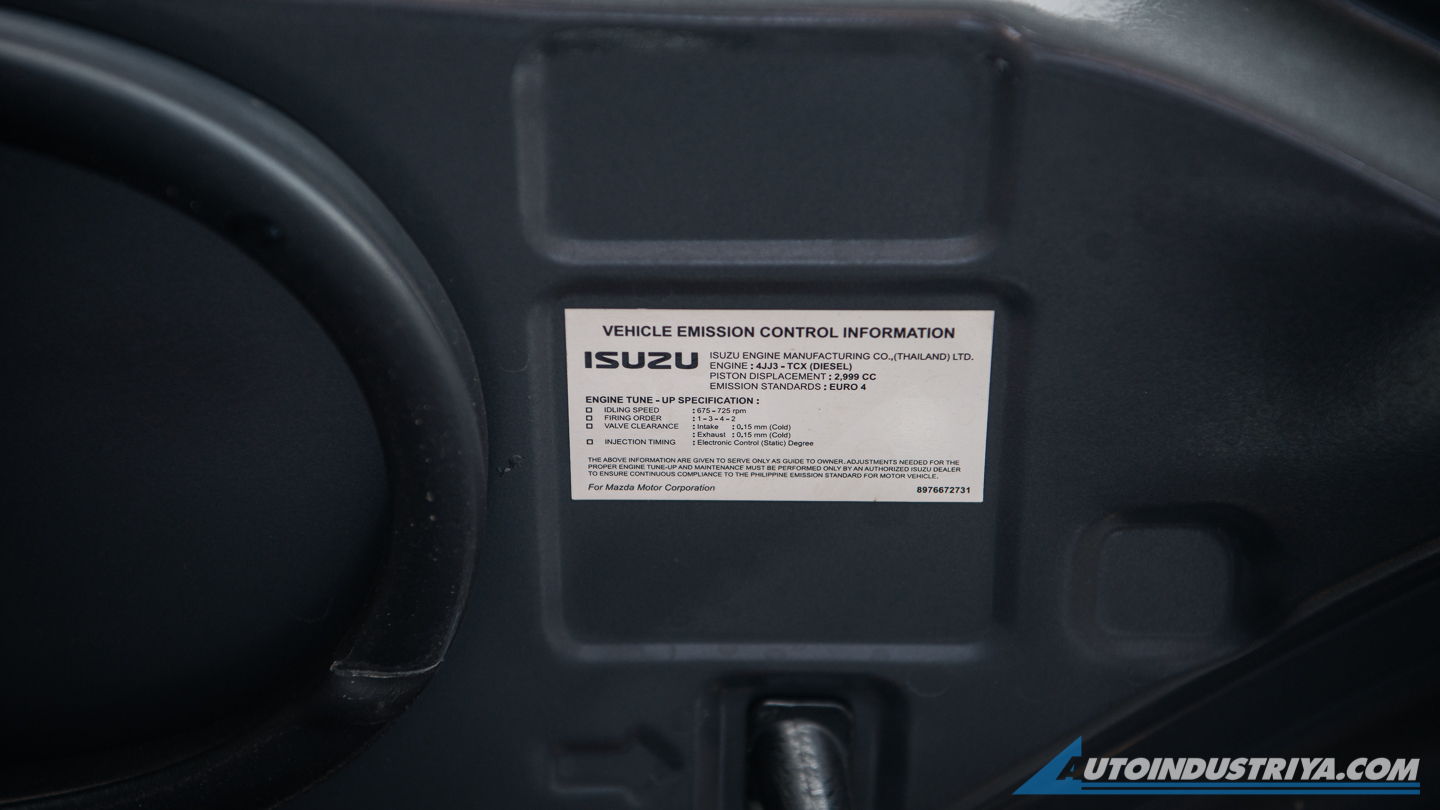 VEHICLE EMISSION CONTROL INFORMATION
ISUZU
ISUZU ENGINE MANUFACTURING CO.,(THAILAND) LTD.
ENGINE : 4JJ3 - TCX (DIESEL)
PISTON DISPLACEMENT : 2,999 CC
EMISSION STANDARDS : EURO 4
ENGINE TUNE - UP SPECIFICATION :
IDLING SPEED : 675 - 725 rpm
FIRING ORDER : 1 - 3 - 4 - 2
VALVE CLEARANCE : Intake : 0.15 mm (Cold)
: Exhaust : 0.15 mm (Cold)
INJECTION TIMING : Electronic Control (Static) Degree
THE ABOVE INFORMATION ARE GIVEN TO SERVE ONLY AS GUIDE TO OWNER. ADJUSTMENTS NEEDED FOR THE
PROPER ENGINE TUNE-UP AND MAINTENANCE MUST BE PERFORMED ONLY BY AN AUTHORIZED ISUZU DEALER
TO ENSURE CONTINUOUS COMPLIANCE TO THE PHILIPPINE EMISSION STANDARD FOR MOTOR VEHICLE.
For Mazda Motor Corporation 8976672731
AUTOINDUSTRIYA.COM